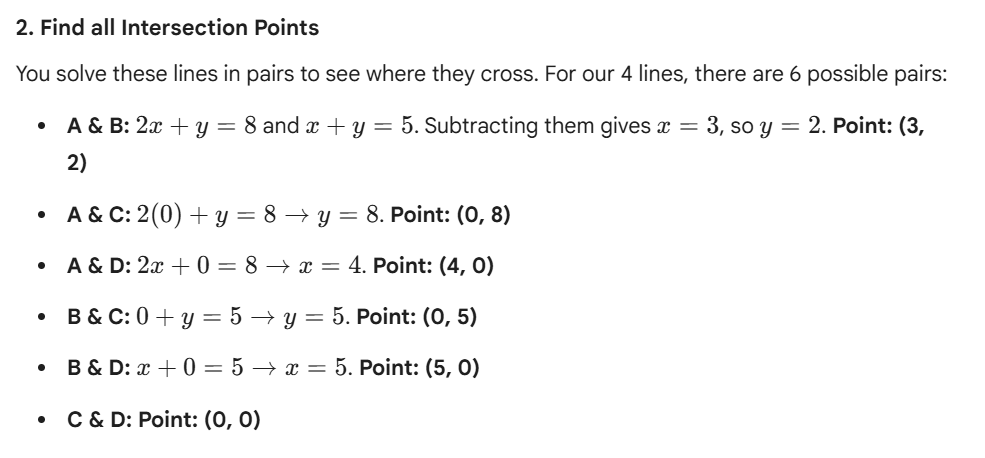 2. Find all Intersection Points
You solve these lines in pairs to see where they cross. For our 4 lines, there are 6 possible pairs:
• A & B: 2x + y = 8 and x + y = 5. Subtracting them gives x = 3, so y = 2. Point: (3,
2)
• A & C: 2(0) + y = 8 → y = 8. Point: (0, 8)
• A & D: 2x + 0 = 8 → x = 4. Point: (4, 0)
• B & C: 0 + y = 5 → y = 5. Point: (0, 5)
• B & D: x + 0 = 5 → x = 5. Point: (5, 0)
• C & D: Point: (0, 0)